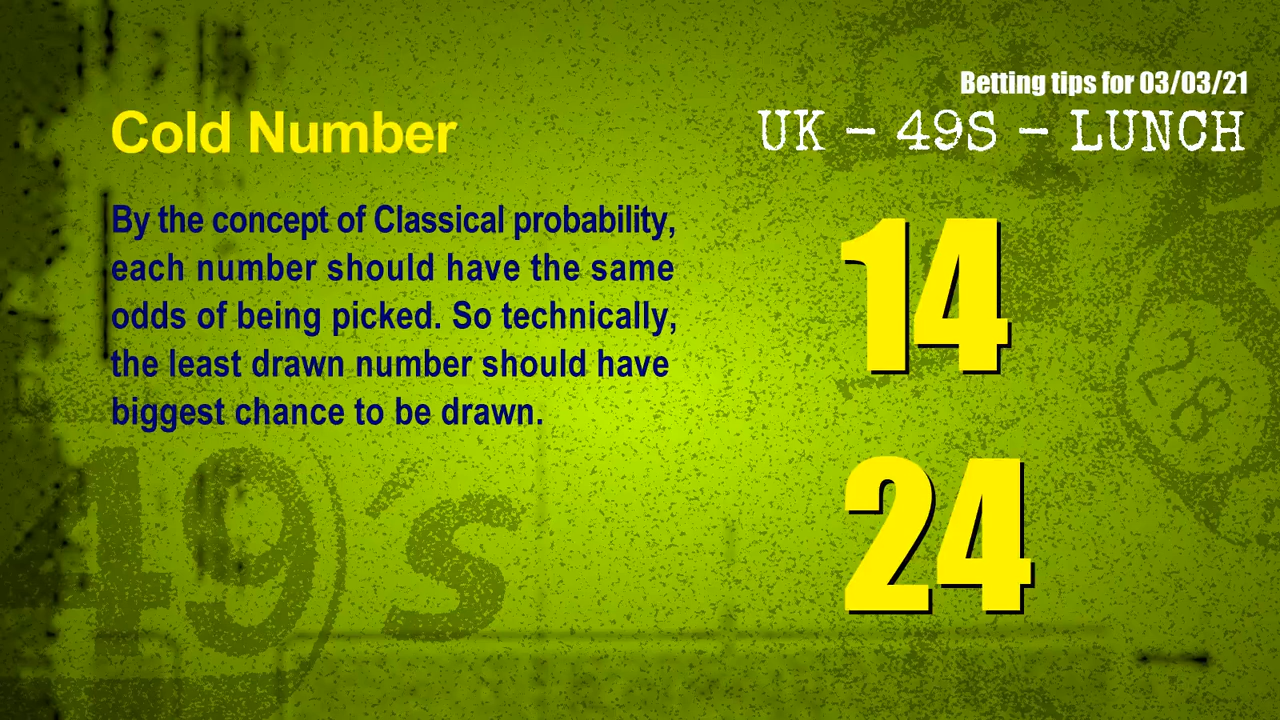 Betting tips for 03/03/21
UK - 49S - LUNCH
Cold Number
By the concept of Classical probability,
each number should have the same
odds of being picked. So technically,
the least drawn number should have
biggest chance to be drawn.
14
24
49's
28